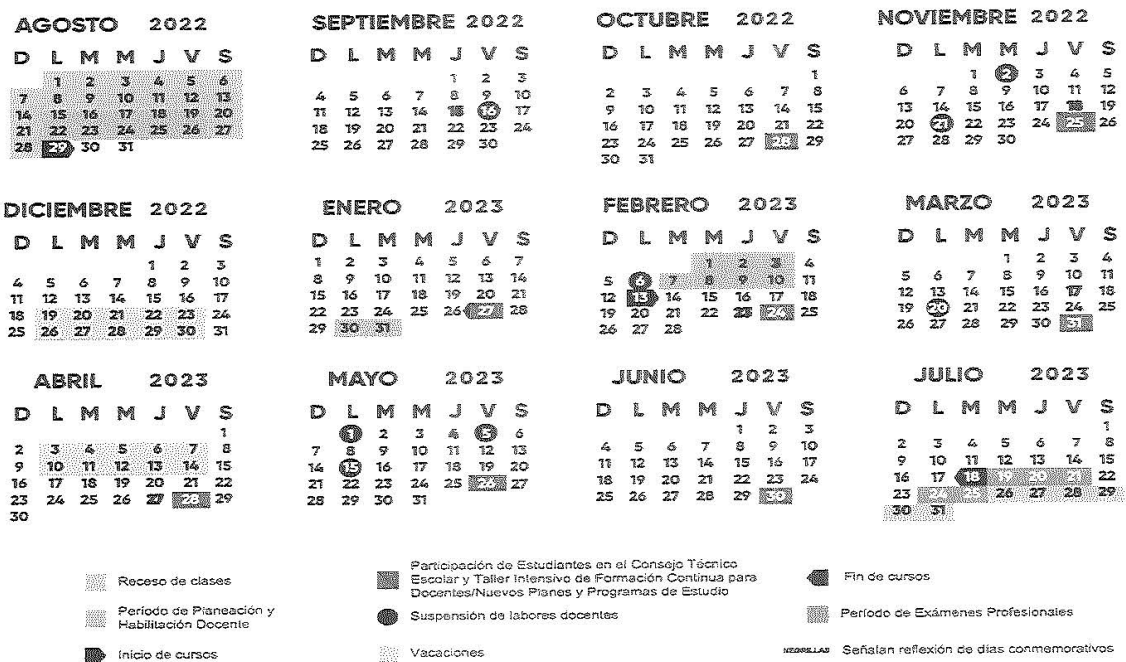 AGOSTO 2022
D L M M J V S
1 2 3 4 5 6
7 8 9 10 11 12 13
14 15 16 17 18 19 20
21 22 23 24 25 26 27
28 29 30 31
SEPTIEMBRE 2022
D L M M J V S
1 2 3
4 5 6 7 8 9 10
11 12 13 14 15 16 17
18 19 20 21 22 23 24
25 26 27 28 29 30
OCTUBRE 2022
D L M M J V S
1
2 3 4 5 6 7 8
9 10 11 12 13 14 15
16 17 18 19 20 21 22
23 24 25 26 27 28 29
30 31
NOVIEMBRE 2022
D L M M J V S
1 2 3 4 5
6 7 8 9 10 11 12
13 14 15 16 17 18 19
20 21 22 23 24 25 26
27 28 29 30
DICIEMBRE 2022
D L M M J V S
1 2 3
4 5 6 7 8 9 10
11 12 13 14 15 16 17
18 19 20 21 22 23 24
25 26 27 28 29 30 31
ENERO 2023
D L M M J V S
1 2 3 4 5 6 7
8 9 10 11 12 13 14
15 16 17 18 19 20 21
22 23 24 25 26 27 28
29 30 31
FEBRERO 2023
D L M M J V S
1 2 3 4
5 6 7 8 9 10 11
12 13 14 15 16 17 18
19 20 21 22 23 24 25
26 27 28
MARZO 2023
D L M M J V S
1 2 3 4
5 6 7 8 9 10 11
12 13 14 15 16 17 18
19 20 21 22 23 24 25
26 27 28 29 30 31
ABRIL 2023
D L M M J V S
1
2 3 4 5 6 7 8
9 10 11 12 13 14 15
16 17 18 19 20 21 22
23 24 25 26 27 28 29
30
MAYO 2023
D L M M J V S
1 2 3 4 5 6
7 8 9 10 11 12 13
14 15 16 17 18 19 20
21 22 23 24 25 26 27
28 29 30 31
JUNIO 2023
D L M M J V S
1 2 3
4 5 6 7 8 9 10
11 12 13 14 15 16 17
18 19 20 21 22 23 24
25 26 27 28 29 30
JULIO 2023
D L M M J V S
1
2 3 4 5 6 7 8
9 10 11 12 13 14 15
16 17 18 19 20 21 22
23 24 25 26 27 28 29
30 31
Receso de clases
Período de Planeación y
Habilitación Docente
Inicio de cursos
Participación de Estudiantes en el Consejo Técnico
Escolar y Taller Intensivo de Formación Continua para
Docentes/Nuevos Planes y Programas de Estudio
Suspensión de labores docentes
Vacaciones
Fin de cursos
Período de Exámenes Profesionales
NEGRILLAS Señalan reflexión de días conmemorativos